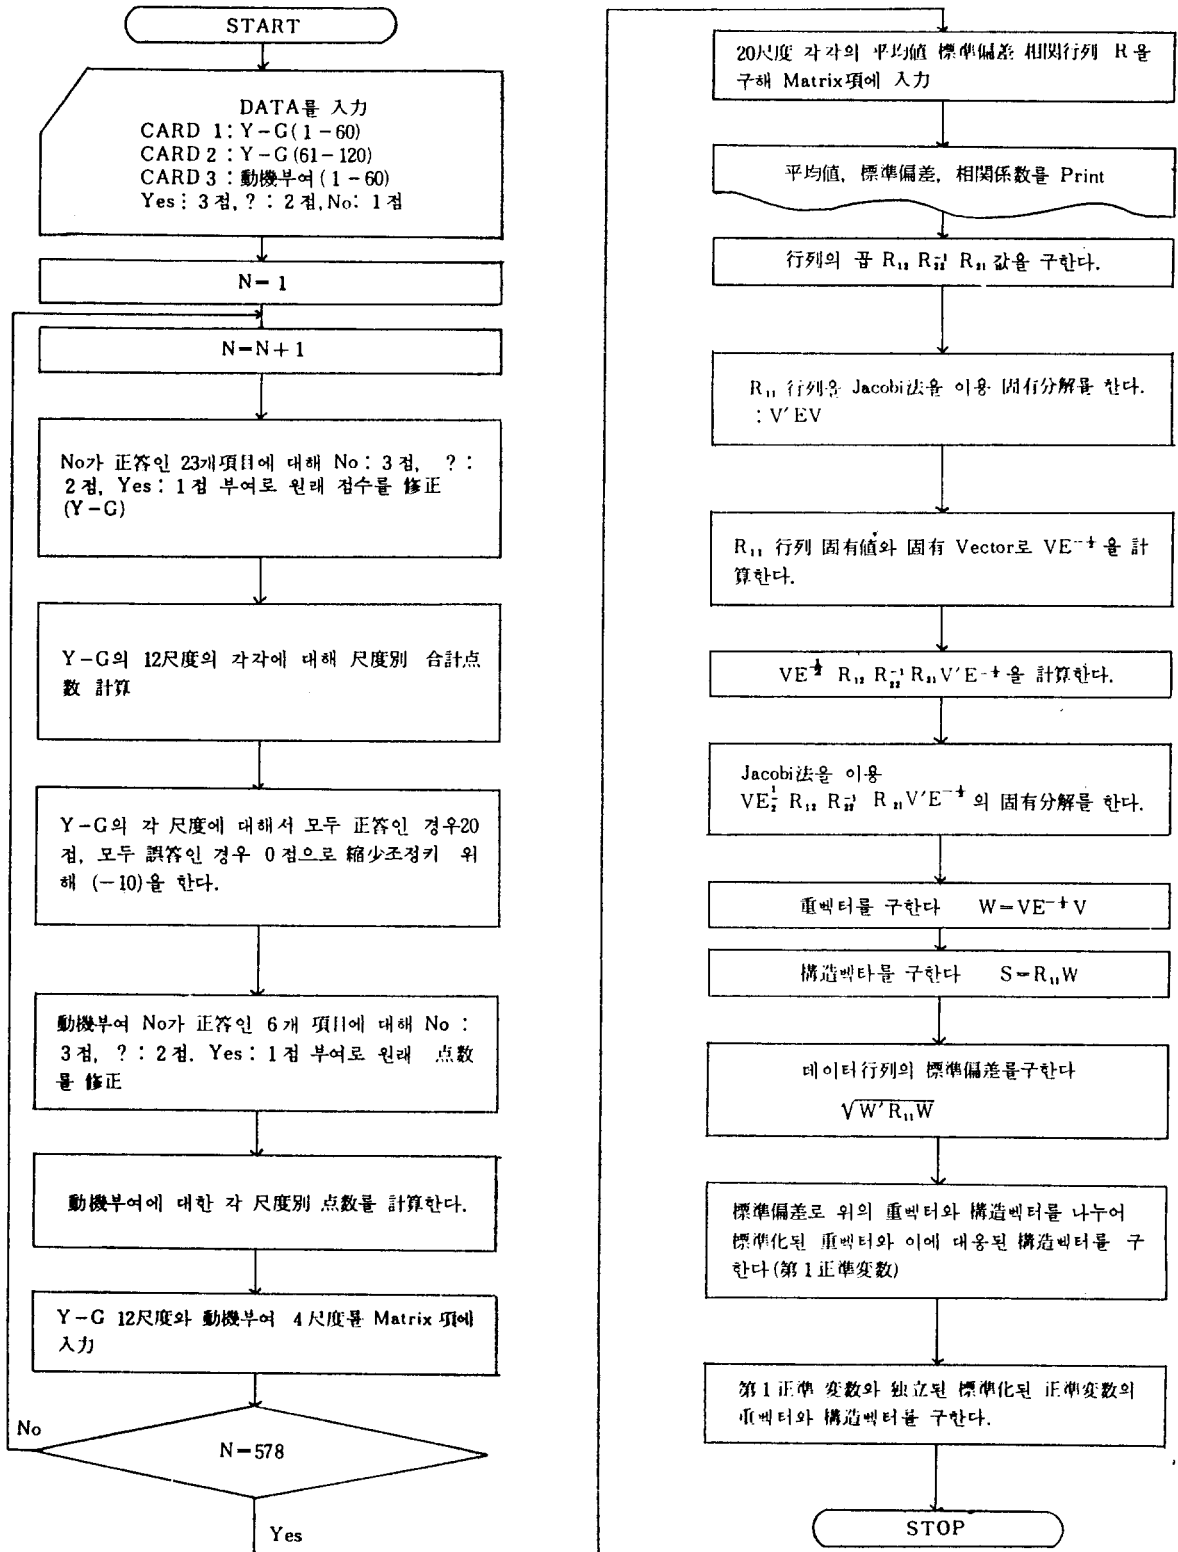 START
DATA를 入力
CARD 1: Y-G(1-60)
CARD 2: Y-G(61-120)
CARD 3: 動機부여(1-60)
Yes: 3점, ?: 2점, No: 1점
N=1
N=N+1
No가 正答인 23개項目에 대해 No: 3점, ?:
2점, Yes: 1점 부여로 원래 점수를 修正
(Y-G)
Y-G의 12尺度의 각각에 대해 尺度別 合計点
数 計算
Y-G의 각 尺度에 대해서 모두 正答인 경우20
점, 모두 誤答인 경우 0점으로 縮少조정키 위
해 (-10)을 한다.
動機부여 No가 正答인 6개 項目에 대해 No:
3점, ?: 2점. Yes: 1점 부여로 원래 点数
를 修正
動機부여에 대한 각 尺度別 点数를 計算한다.
Y-G 12尺度와 動機부여 4尺度를 Matrix 項에
入力
No
N=578
Yes
20尺度 각각의 平均値 標準偏差 相関行列 R을
구해 Matrix項에 入力
平均値, 標準偏差, 相関係数를 Print
行列의 곱 R₁₂ R₂₂⁻¹ R₂₁ 값을 구한다.
R₁₁ 行列을 Jacobi法을 이용 固有分解를 한다.
: V′EV
R₁₁ 行列 固有値와 固有 Vector로 VE^{-½} 을 計
算한다.
VE^{-½} R₁₂ R₂₂⁻¹ R₂₁ V′E^{-½} 을 計算한다.
Jacobi法을 이용
VE½ R₁₂ R₂₂⁻¹ R₂₁V′E^{-½} 의 固有分解를 한다.
重벡터를 구한다 W=VE^{-½}V
構造벡타를 구한다 S=R₁₁W
데이터行列의 標準偏差를구한다
√W′R₁₁W
標準偏差로 위의 重벡터와 構造벡터를 나누어
標準化된 重벡터와 이에 대응된 構造벡터를 구
한다(第1正準変数)
第1正準 変数와 独立된 標準化된 正準変数의
重벡터와 構造벡터를 구한다.
STOP